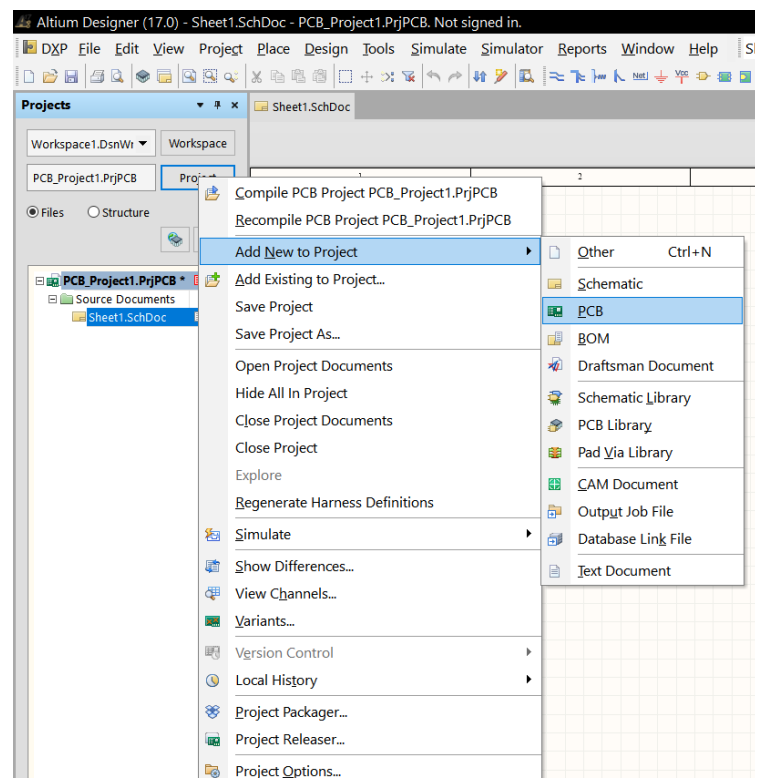 Altium Designer (17.0) - Sheet1.SchDoc - PCB_Project1.PrjPCB. Not signed in.
DXP File Edit View Project Place Design Tools Simulate Simulator Reports Window Help
Net Vcc
Projects
Sheet1.SchDoc
Workspace1.DsnWr Workspace
PCB_Project1.PrjPCB Project
1 2
Files Structure
PCB_Project1.PrjPCB *
Source Documents
Sheet1.SchDoc
Compile PCB Project PCB_Project1.PrjPCB
Recompile PCB Project PCB_Project1.PrjPCB
Add New to Project
Add Existing to Project...
Save Project
Save Project As...
Open Project Documents
Hide All In Project
Close Project Documents
Close Project
Explore
Regenerate Harness Definitions
Simulate
Show Differences...
View Channels...
Variants...
Version Control
Local History
Project Packager...
Project Releaser...
Project Options...
Other Ctrl+N
Schematic
PCB
BOM
Draftsman Document
Schematic Library
PCB Library
Pad Via Library
CAM Document
Output Job File
Database Link File
Text Document